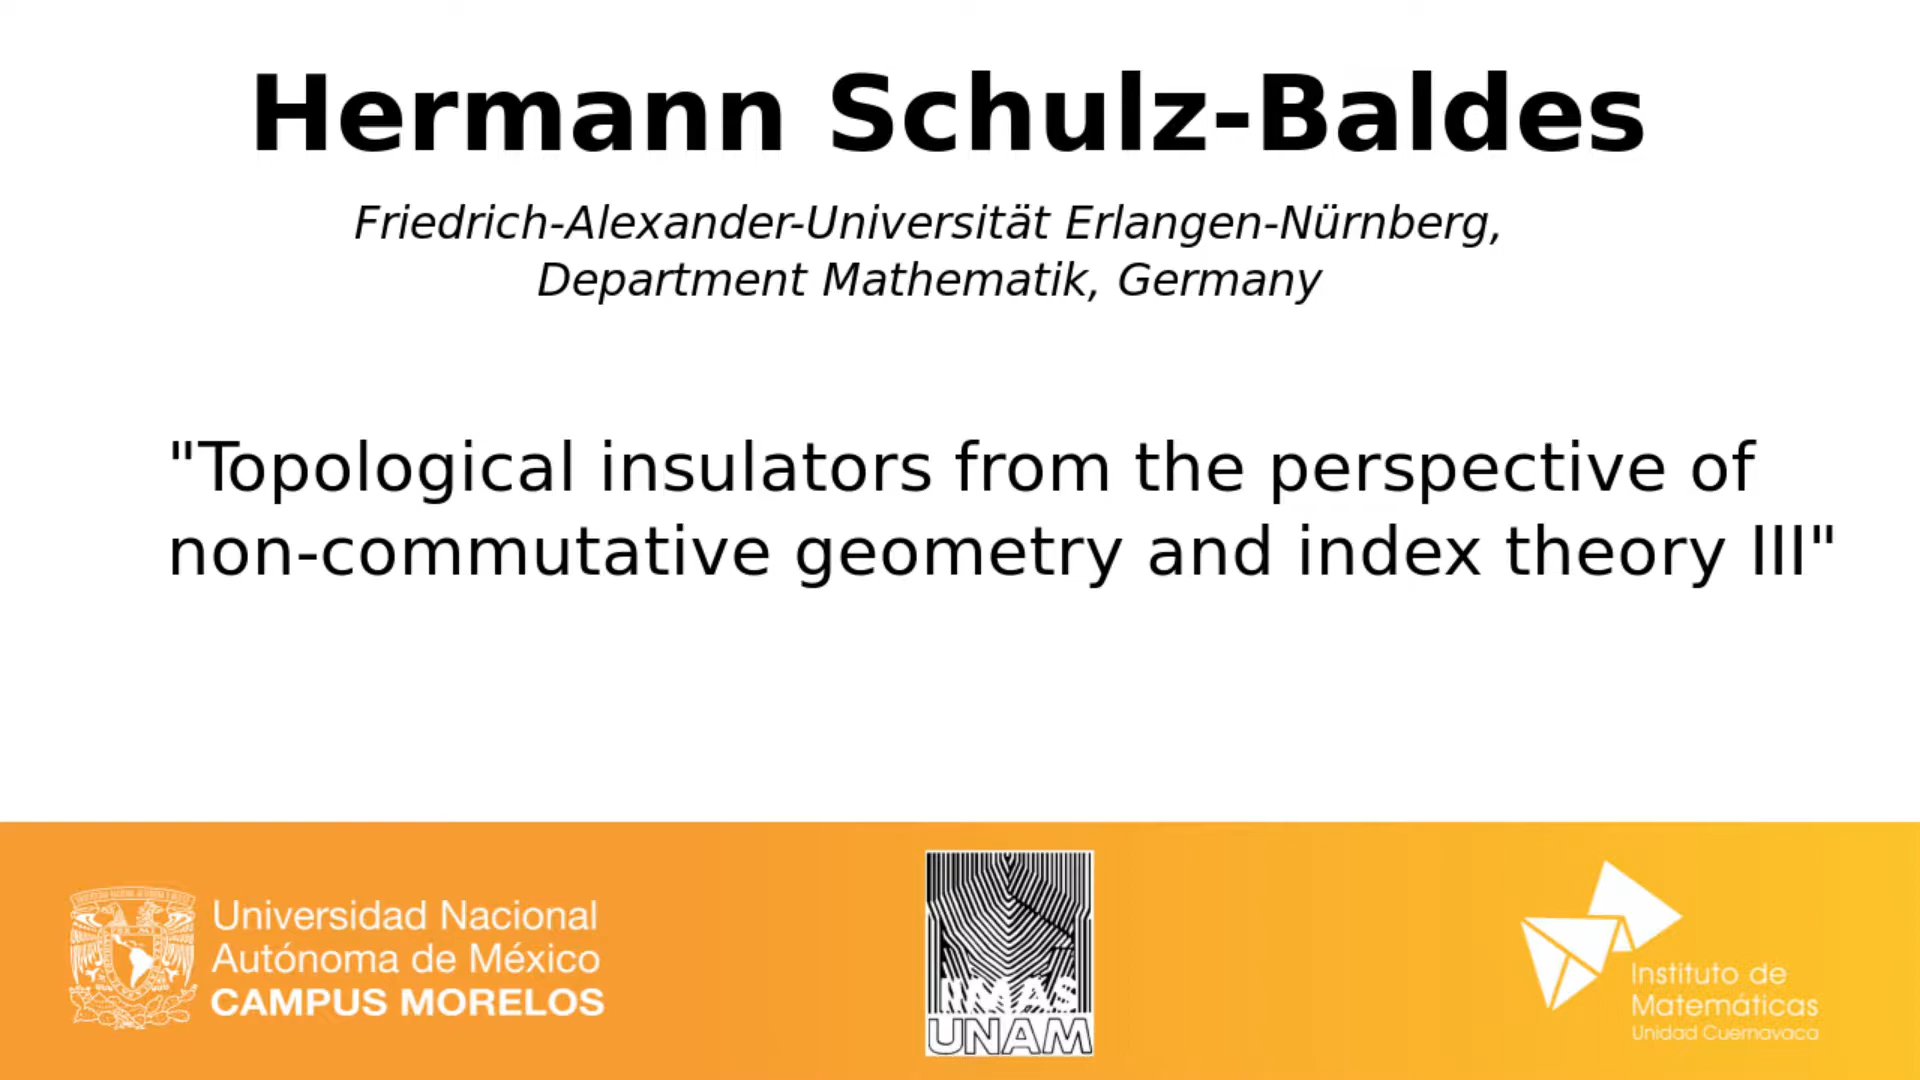 Hermann Schulz-Baldes
Friedrich-Alexander-Universität Erlangen-Nürnberg,
Department Mathematik, Germany
"Topological insulators from the perspective of
non-commutative geometry and index theory III"
Universidad Nacional
Autónoma de México
CAMPUS MORELOS
IIMAS
UNAM
Instituto de
Matemáticas
Unidad Cuernavaca